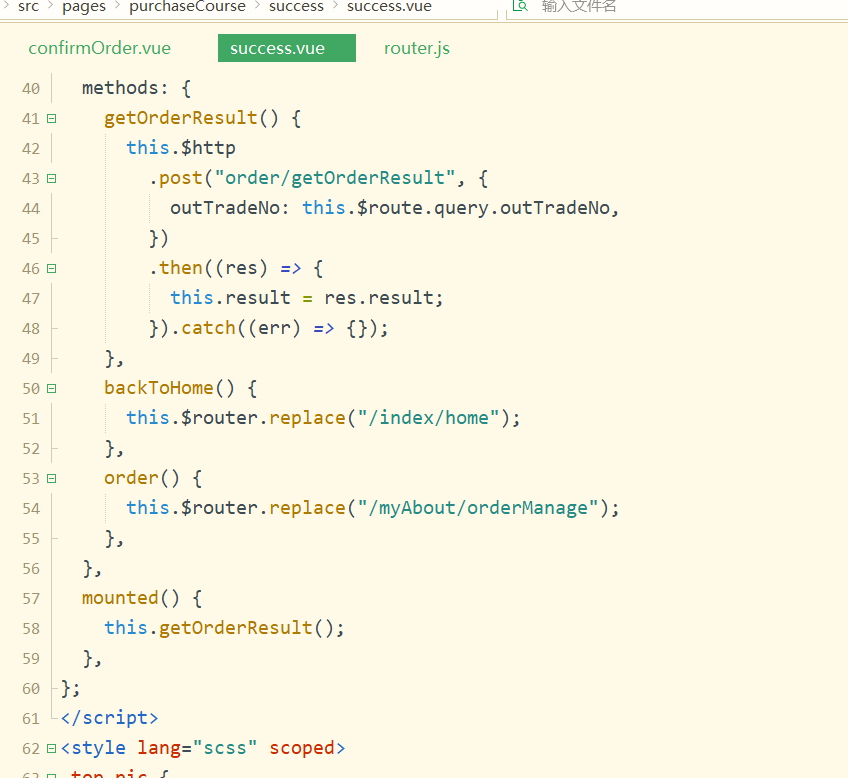 src > pages > purchaseCourse > success > success.vue 输入文件名
confirmOrder.vue success.vue router.js
40 methods: {
41 getOrderResult() {
42 this.$http
43 .post("order/getOrderResult", {
44 outTradeNo: this.$route.query.outTradeNo,
45 })
46 .then((res) => {
47 this.result = res.result;
48 }).catch((err) => {});
49 },
50 backToHome() {
51 this.$router.replace("/index/home");
52 },
53 order() {
54 this.$router.replace("/myAbout/orderManage");
55 },
56 },
57 mounted() {
58 this.getOrderResult();
59 },
60 };
61 </script>
62 <style lang="scss" scoped>
63 .top-pic {